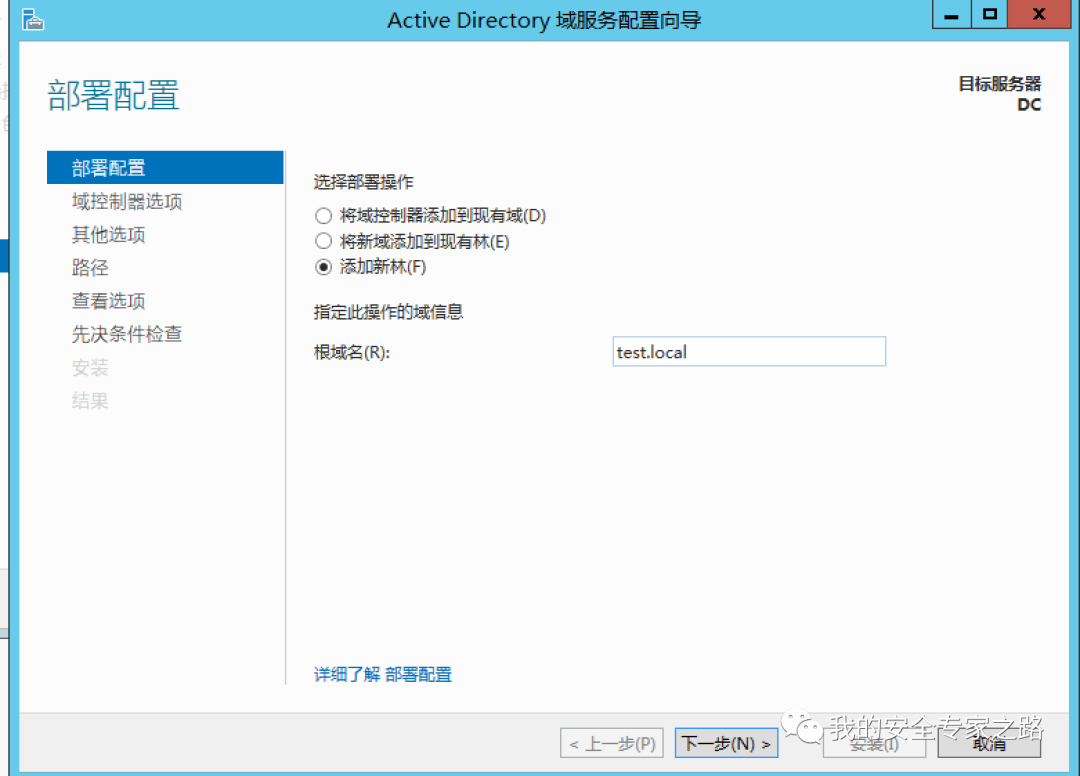 Active Directory 域服务配置向导
部署配置
目标服务器
DC
部署配置
域控制器选项
其他选项
路径
查看选项
先决条件检查
安装
结果
选择部署操作
将域控制器添加到现有域(D)
将新域添加到现有林(E)
添加新林(F)
指定此操作的域信息
根域名(R):
test.local
详细了解 部署配置
< 上一步(P)
下一步(N) >
安装(I)
取消
我的安全专家之路